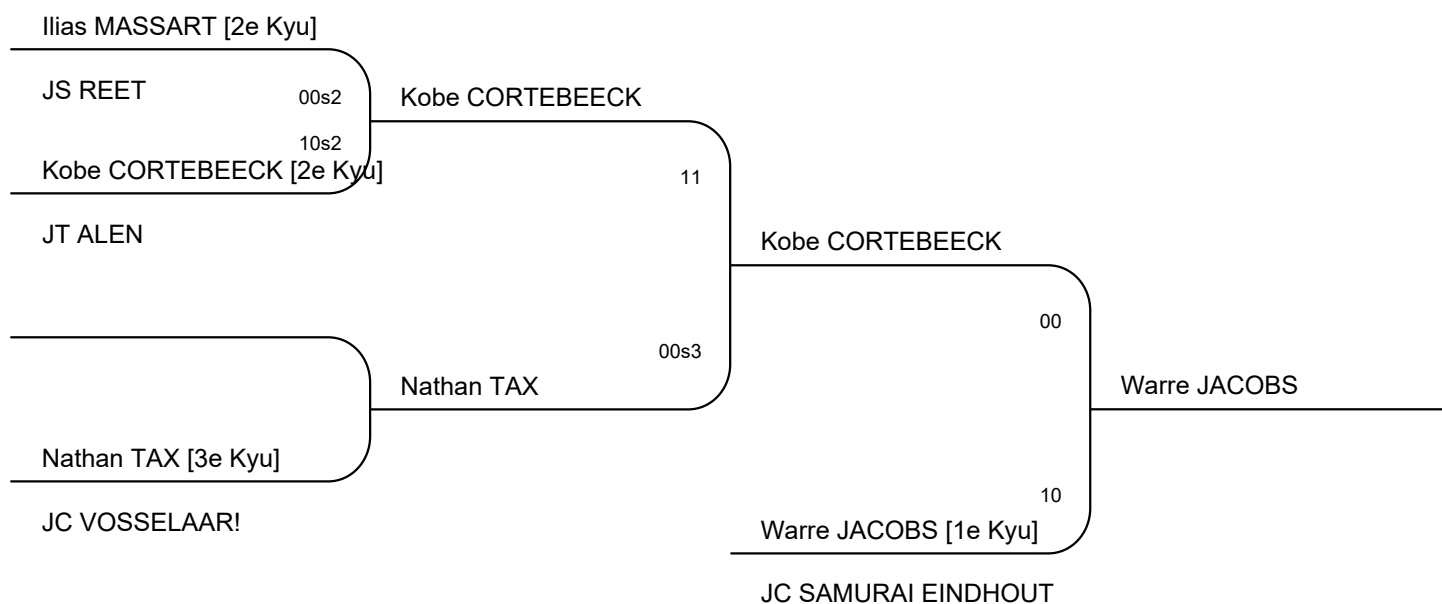 Ilias MASSART [2e Kyu]
JS REET
00s2
Kobe CORTEBEECK
10s2
Kobe CORTEBEECK [2e Kyu]
11
JT ALEN
Kobe CORTEBEECK
00
00s3
Nathan TAX
Warre JACOBS
Nathan TAX [3e Kyu]
10
JC VOSSELAAR!
Warre JACOBS [1e Kyu]
JC SAMURAI EINDHOUT